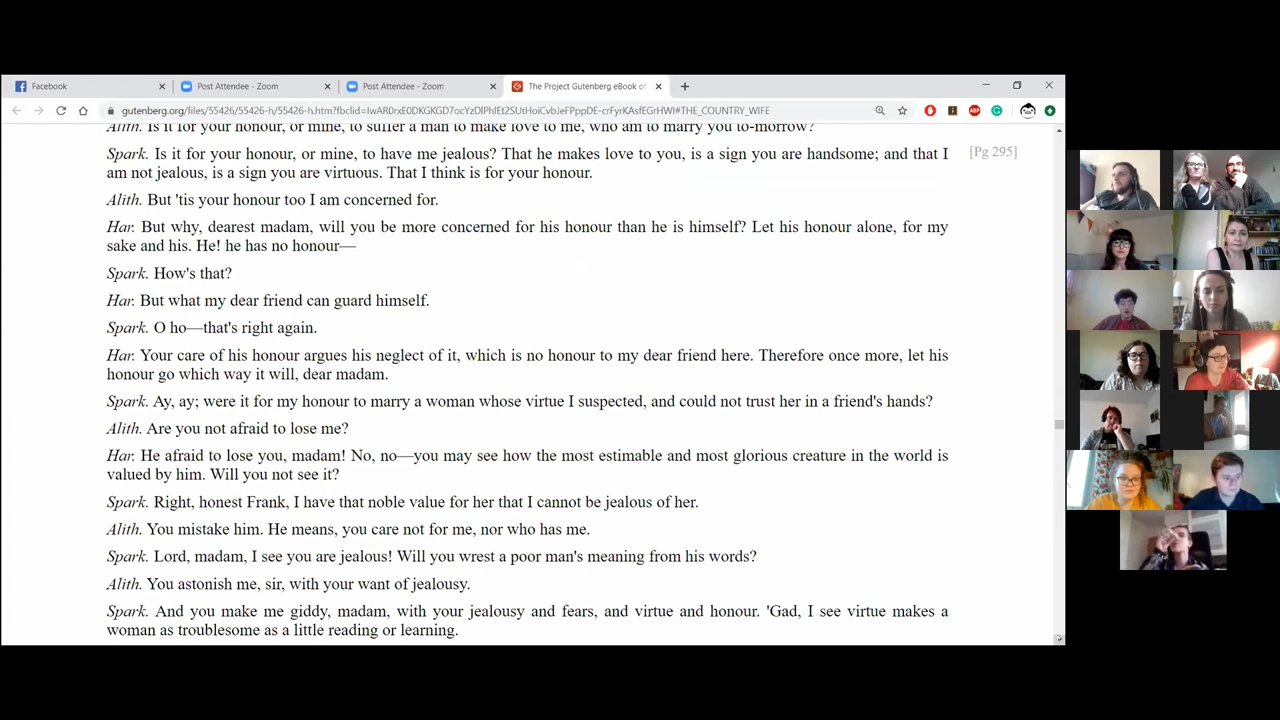 Facebook
Post Attendee - Zoom
Post Attendee - Zoom
The Project Gutenberg eBook of
gutenberg.org/files/55426/55426-h/55426-h.htm?fbclid=IwAR0rxE0DKGKGD7ocYzDlPhlEt2SUtHoiCvbJeFPppDE-crFyrKAsfEGrHWI#THE_COUNTRY_WIFE
Alith. Is it for your honour, or mine, to suffer a man to make love to me, who am to marry you to-morrow?
Spark. Is it for your honour, or mine, to have me jealous? That he makes love to you, is a sign you are handsome; and that I
[Pg 295]
am not jealous, is a sign you are virtuous. That I think is for your honour.
Alith. But 'tis your honour too I am concerned for.
Har. But why, dearest madam, will you be more concerned for his honour than he is himself? Let his honour alone, for my
sake and his. He! he has no honour—
Spark. How's that?
Har. But what my dear friend can guard himself.
Spark. O ho—that's right again.
Har. Your care of his honour argues his neglect of it, which is no honour to my dear friend here. Therefore once more, let his
honour go which way it will, dear madam.
Spark. Ay, ay; were it for my honour to marry a woman whose virtue I suspected, and could not trust her in a friend's hands?
Alith. Are you not afraid to lose me?
Har. He afraid to lose you, madam! No, no—you may see how the most estimable and most glorious creature in the world is
valued by him. Will you not see it?
Spark. Right, honest Frank, I have that noble value for her that I cannot be jealous of her.
Alith. You mistake him. He means, you care not for me, nor who has me.
Spark. Lord, madam, I see you are jealous! Will you wrest a poor man's meaning from his words?
Alith. You astonish me, sir, with your want of jealousy.
Spark. And you make me giddy, madam, with your jealousy and fears, and virtue and honour. 'Gad, I see virtue makes a
woman as troublesome as a little reading or learning.